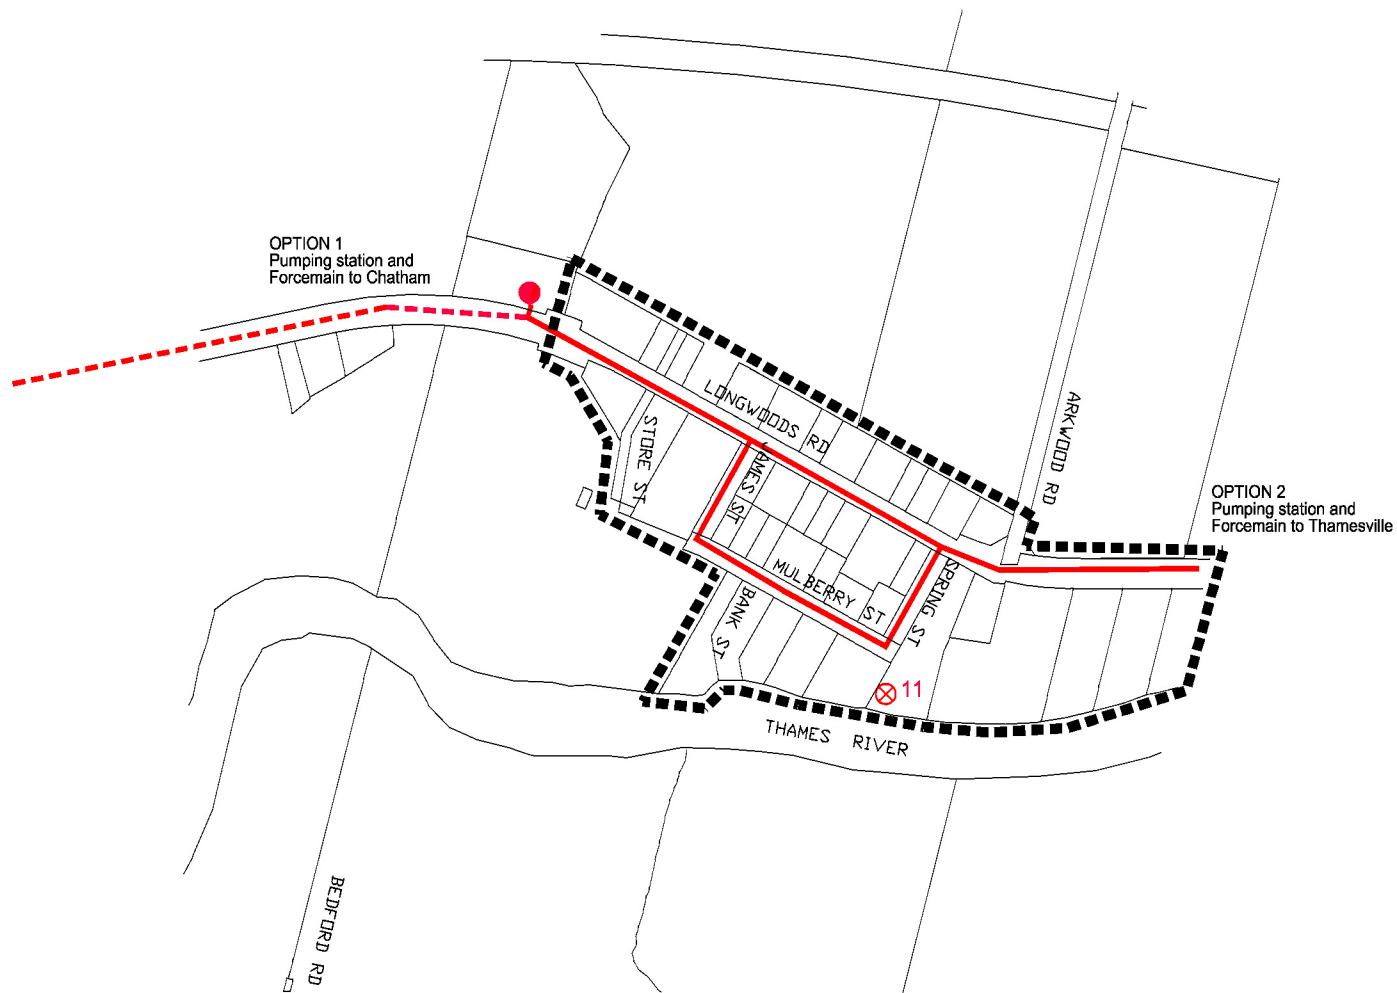 OPTION 1
Pumping station and
Forcemain to Chatham
LONGWOODS RD
ARKWOOD RD
STORE ST
JAMES ST
OPTION 2
Pumping station and
Forcemain to Thamesville
MULBERRY ST
SPRING ST
BANK ST
11
THAMES RIVER
BEDFORD RD